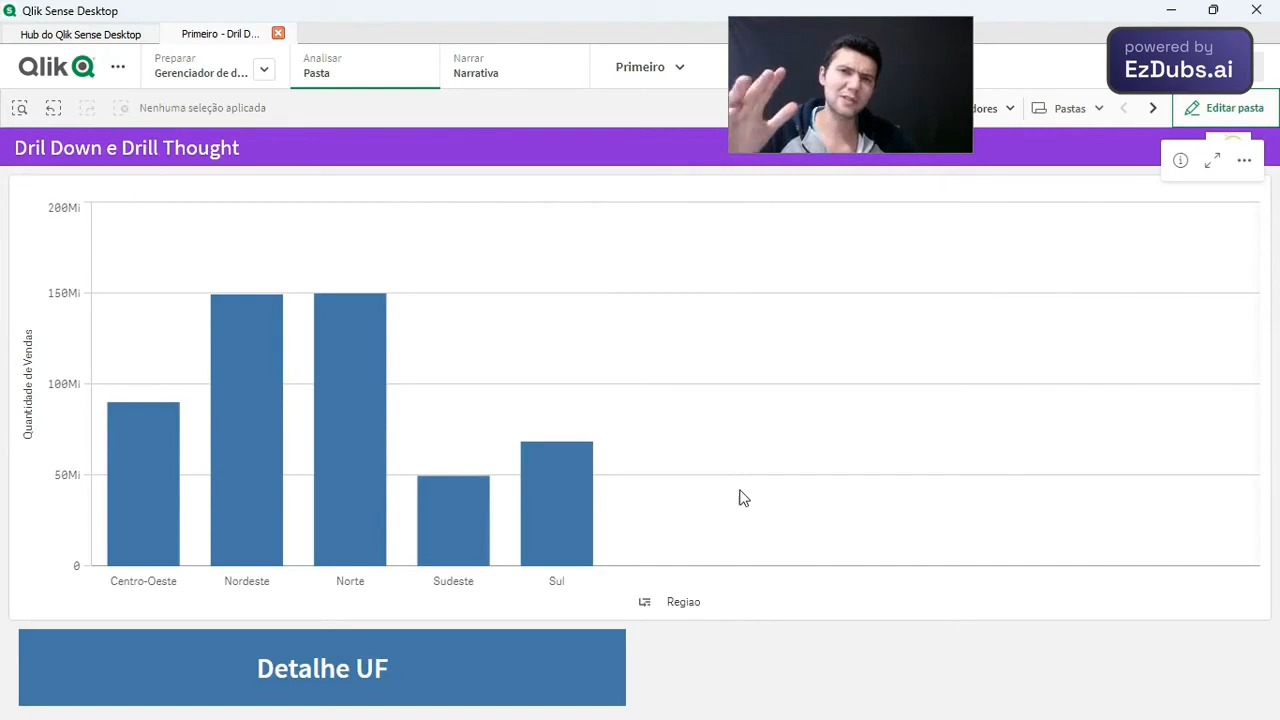 Qlik Sense Desktop
Hub do Qlik Sense Desktop
Primeiro - Dril D...
Qlik
Preparar
Gerenciador de d...
Analisar
Pasta
Narrar
Narrativa
Primeiro
powered by
EzDubs.ai
Nenhuma seleção aplicada
dores
Pastas
Editar pasta
Dril Down e Drill Thought
200Mi
150Mi
100Mi
50Mi
0
Quantidade de Vendas
Centro-Oeste Nordeste Norte Sudeste Sul
Regiao
Detalhe UF